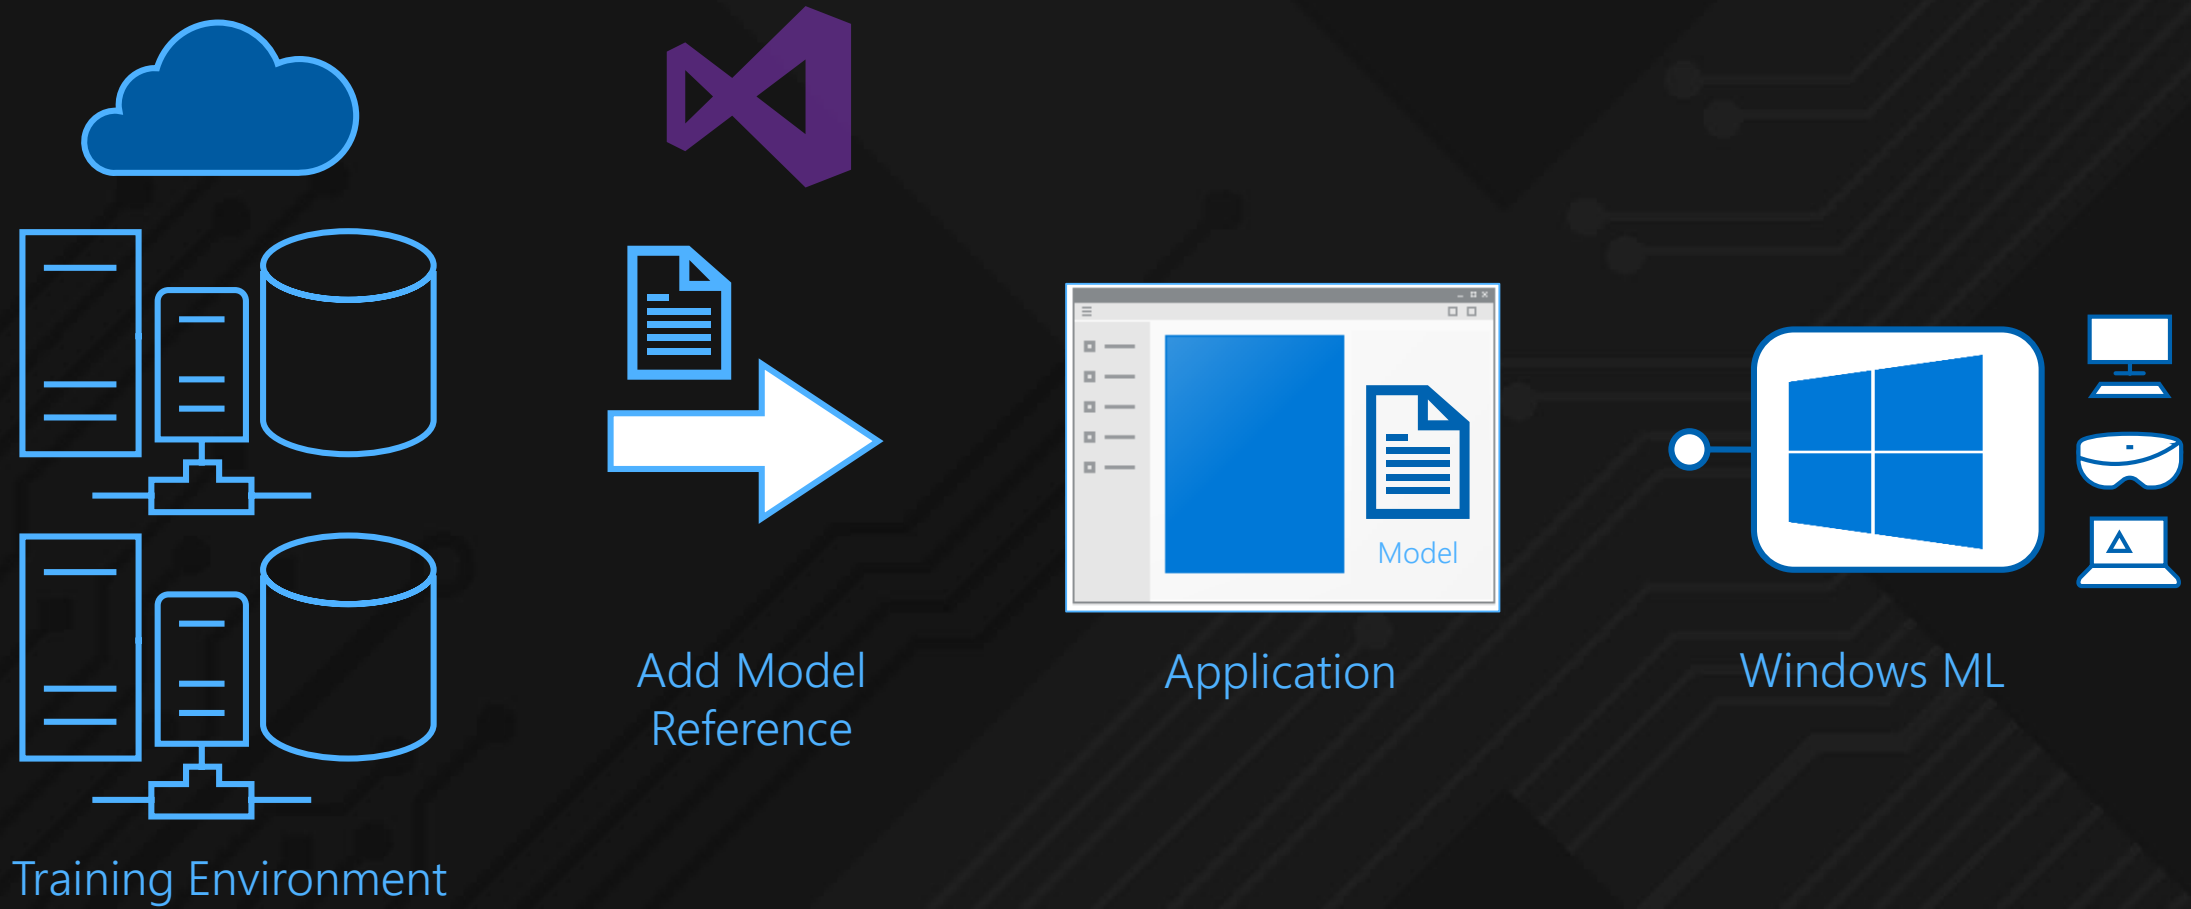 Model
Add Model
Reference
Application
Windows ML
Training Environment